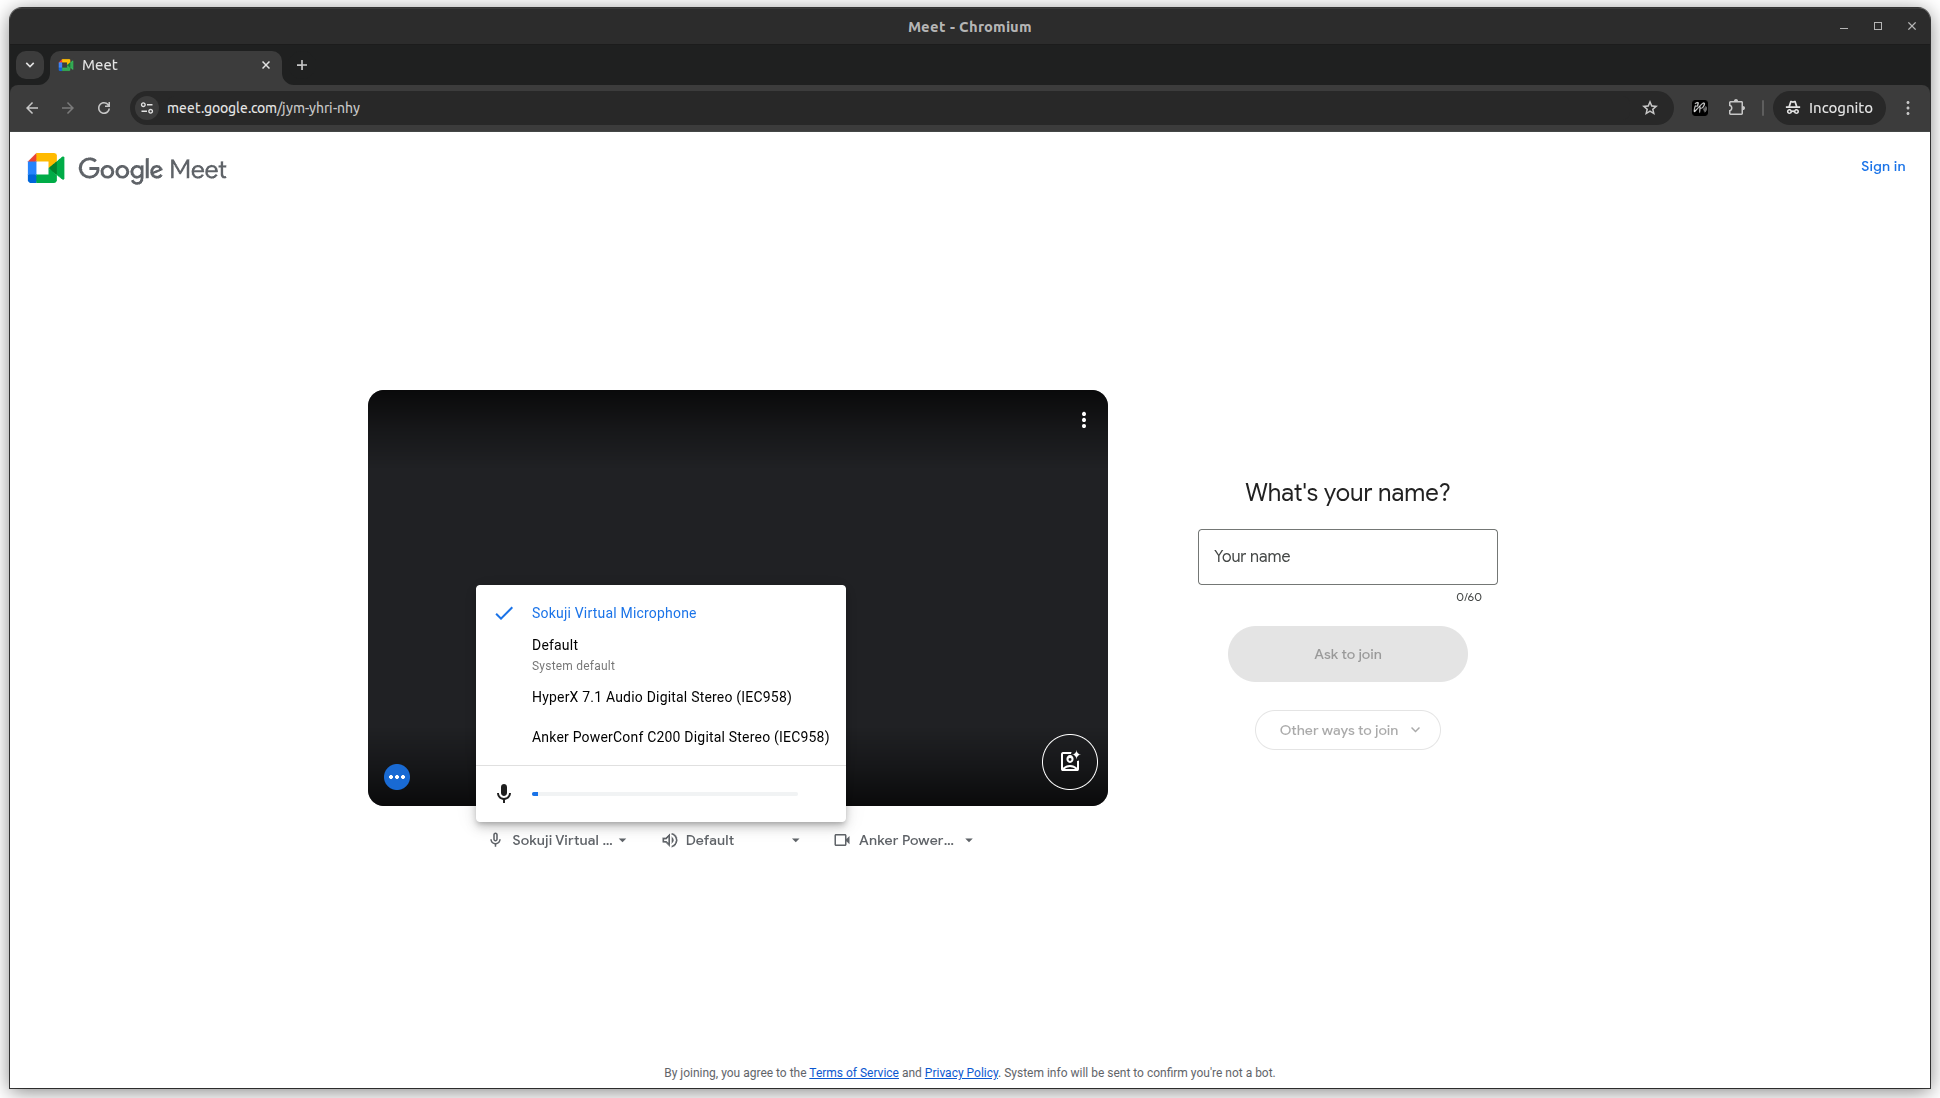 Meet - Chromium
Meet
meet.google.com/jym-yhri-nhy
Incognito
Google Meet
Sign in
What's your name?
Your name
0/60
Ask to join
Other ways to join
Sokuji Virtual Microphone
Default
System default
HyperX 7.1 Audio Digital Stereo (IEC958)
Anker PowerConf C200 Digital Stereo (IEC958)
Sokuji Virtual ... Default Anker Power...
By joining, you agree to the Terms of Service and Privacy Policy. System info will be sent to confirm you're not a bot.